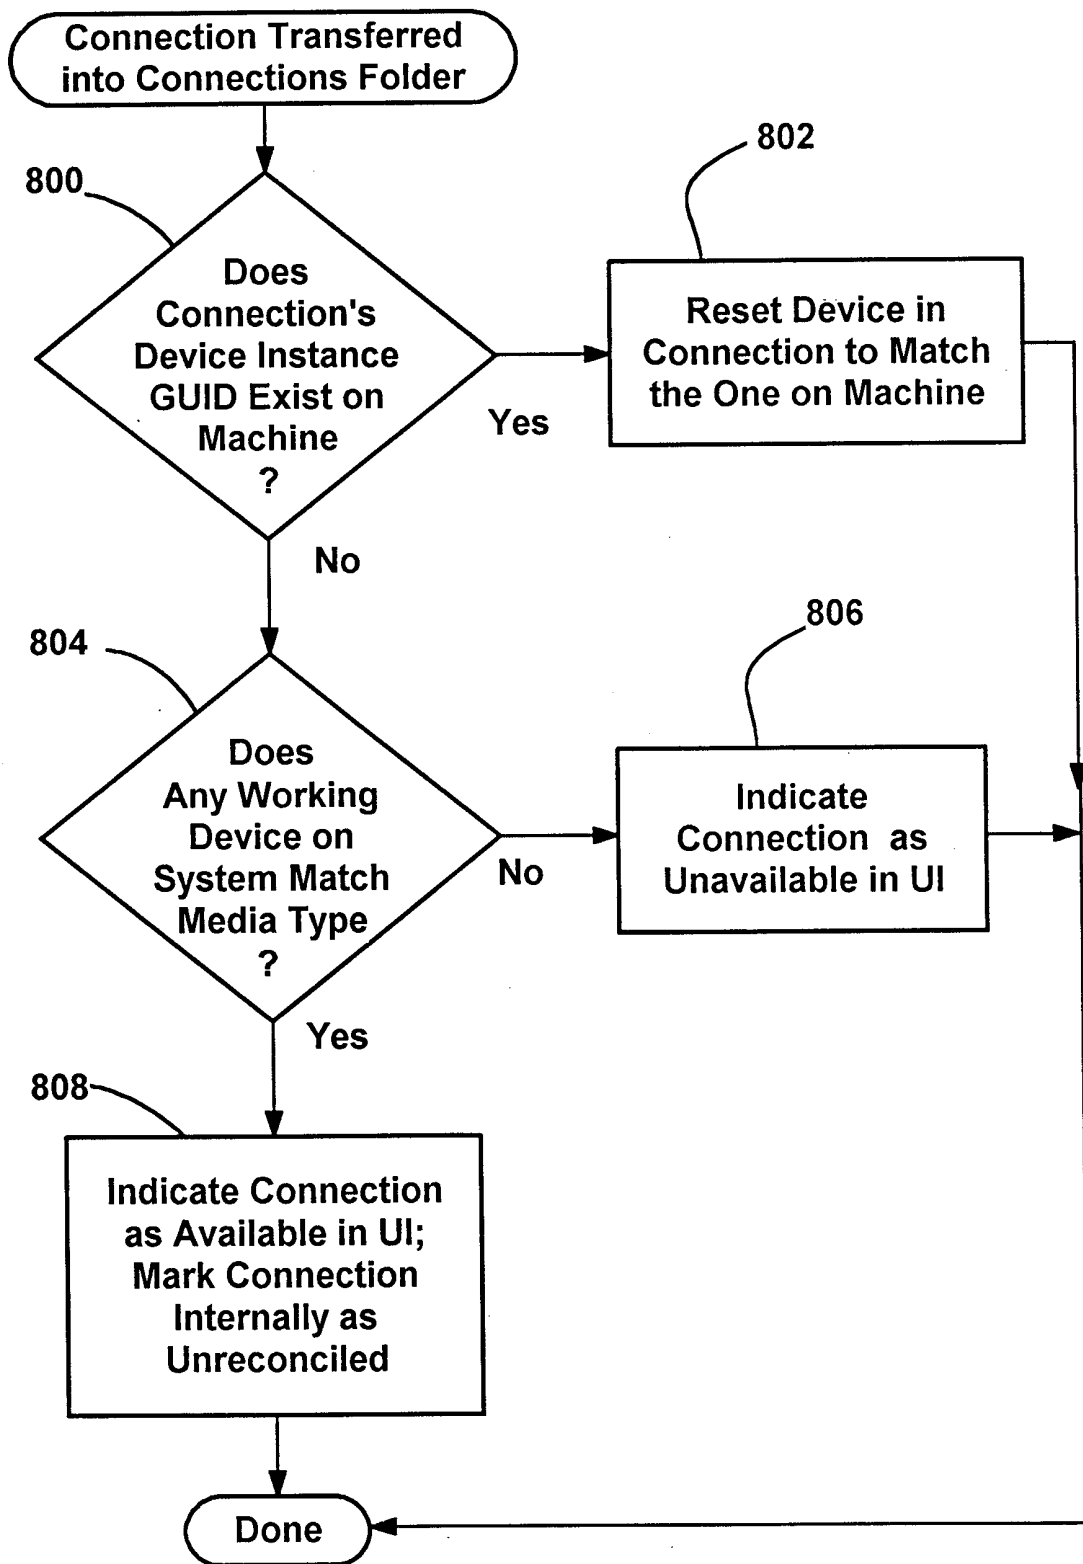 Connection Transferred
into Connections Folder
800
Does
Connection's
Device Instance
GUID Exist on
Machine
?
Yes
No
802
Reset Device in
Connection to Match
the One on Machine
804
Does
Any Working
Device on
System Match
Media Type
?
No
Yes
806
Indicate
Connection as
Unavailable in UI
808
Indicate Connection
as Available in UI;
Mark Connection
Internally as
Unreconciled
Done